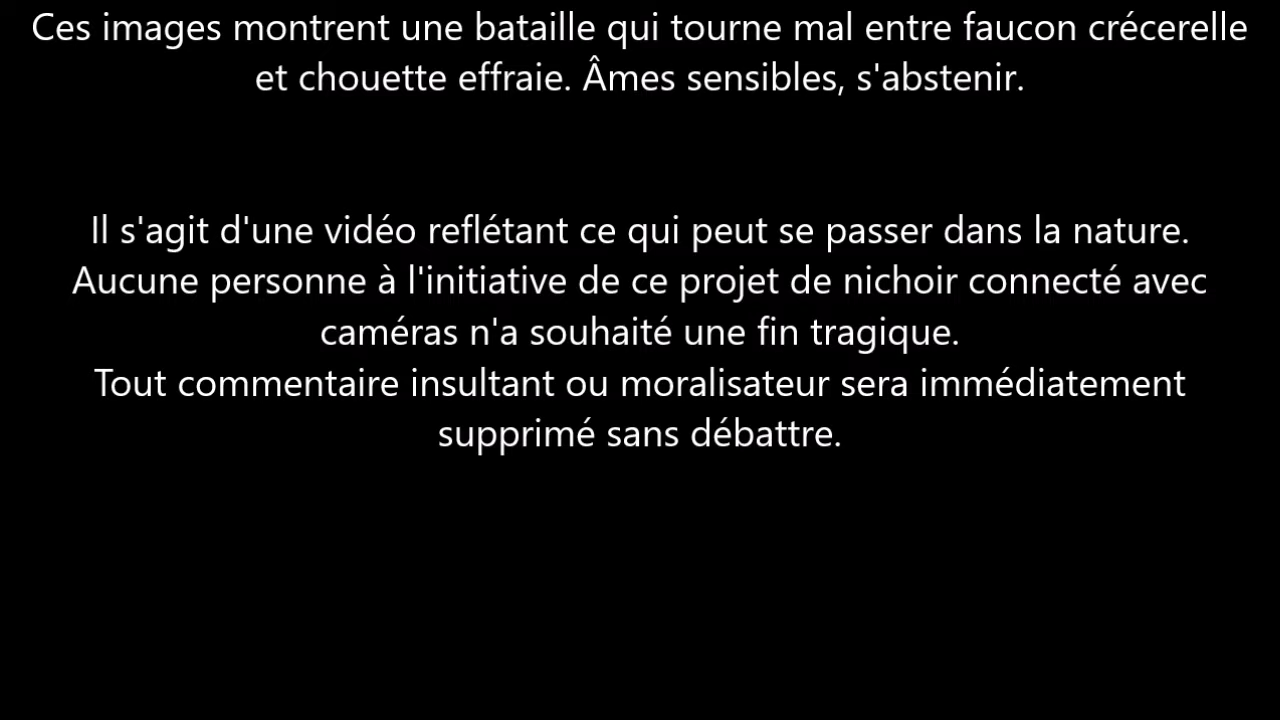 Ces images montrent une bataille qui tourne mal entre faucon crécerelle
et chouette effraie. Âmes sensibles, s'abstenir.
Il s'agit d'une vidéo reflétant ce qui peut se passer dans la nature.
Aucune personne à l'initiative de ce projet de nichoir connecté avec
caméras n'a souhaité une fin tragique.
Tout commentaire insultant ou moralisateur sera immédiatement
supprimé sans débattre.